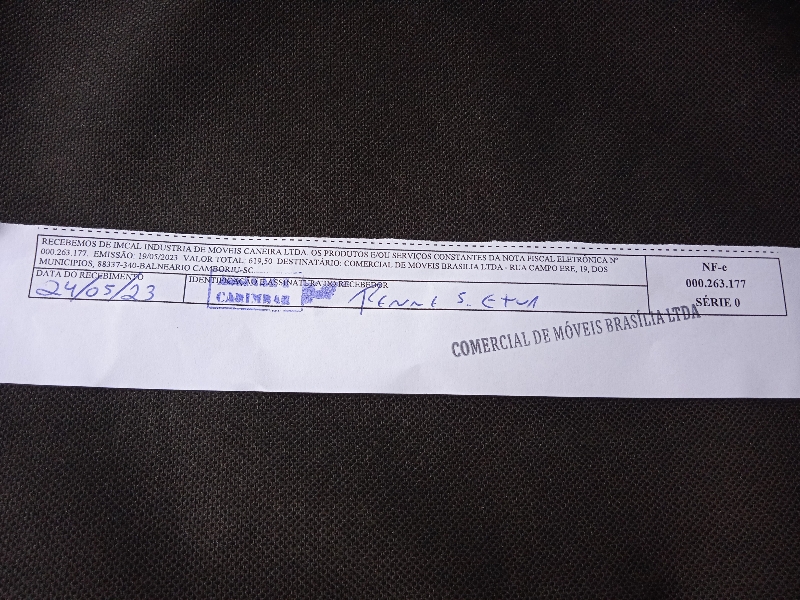 RECEBEMOS DE IMCAL INDUSTRIA DE MOVEIS CANEIRA LTDA. OS PRODUTOS E/OU SERVIÇOS CONSTANTES DA NOTA FISCAL ELETRÔNICA Nº
000.263.177. EMISSÃO: 19/05/2023 VALOR TOTAL: 619,50 DESTINATÁRIO: COMERCIAL DE MOVEIS BRASILIA LTDA - RUA CAMPO ERE, 19, DOS
MUNICIPIOS, 88337-340-BALNEARIO CAMBORIU-SC
NF-e
000.263.177
SÉRIE 0
DATA DO RECEBIMENTO
24/05/23
IDENTIFICAÇÃO E ASSINATURA DO RECEBEDOR
CARIMBAR
S.
COMERCIAL DE MÓVEIS BRASÍLIA LTDA